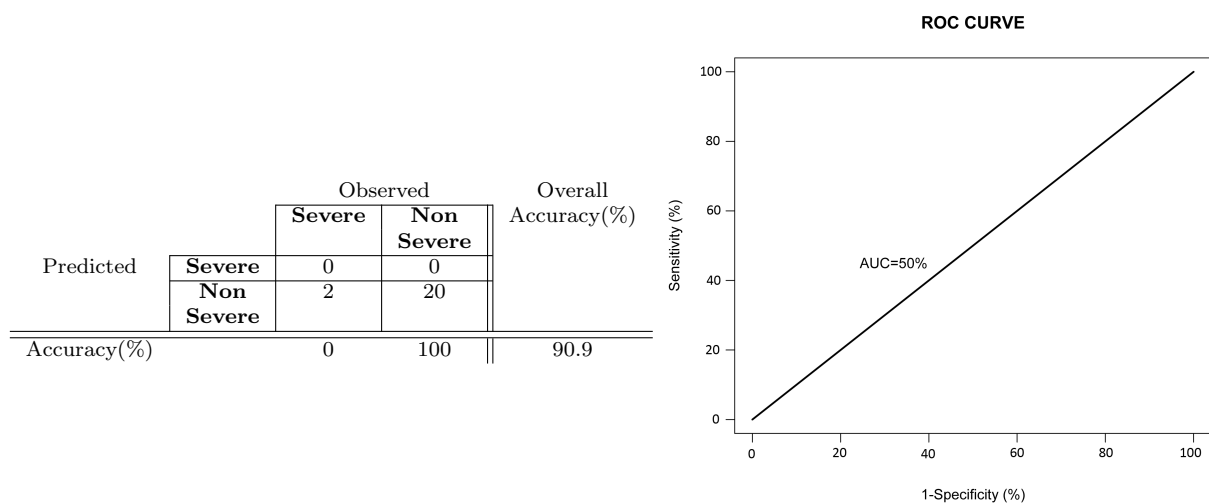 Observed Overall
Severe Non Accuracy(%)
Severe
Predicted Severe 0 0
Non 2 20
Severe
Accuracy(%) 0 100 90.9
ROC CURVE
Sensitivity (%)
100
80
60
40
20
0
AUC=50%
0 20 40 60 80 100
1-Specificity (%)